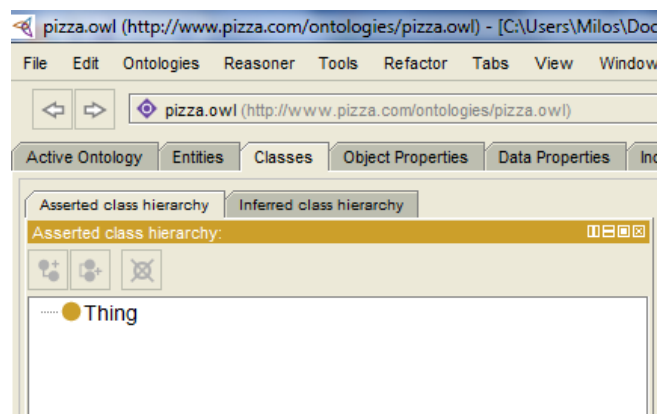 pizza.owl (http://www.pizza.com/ontologies/pizza.owl) - [C:\Users\Milos\Doc
File Edit Ontologies Reasoner Tools Refactor Tabs View Window
pizza.owl (http://www.pizza.com/ontologies/pizza.owl)
Active Ontology Entities Classes Object Properties Data Properties Inc
Asserted class hierarchy Inferred class hierarchy
Asserted class hierarchy:
Thing